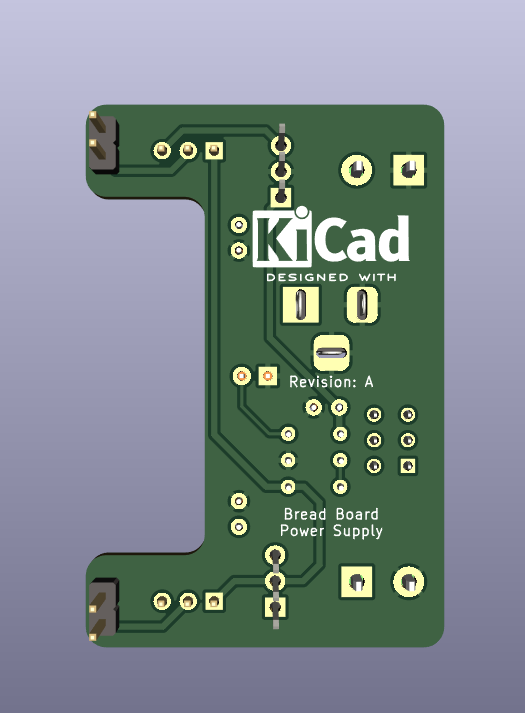 KiCad
DESIGNED WITH
Revision: A
Bread Board
Power Supply